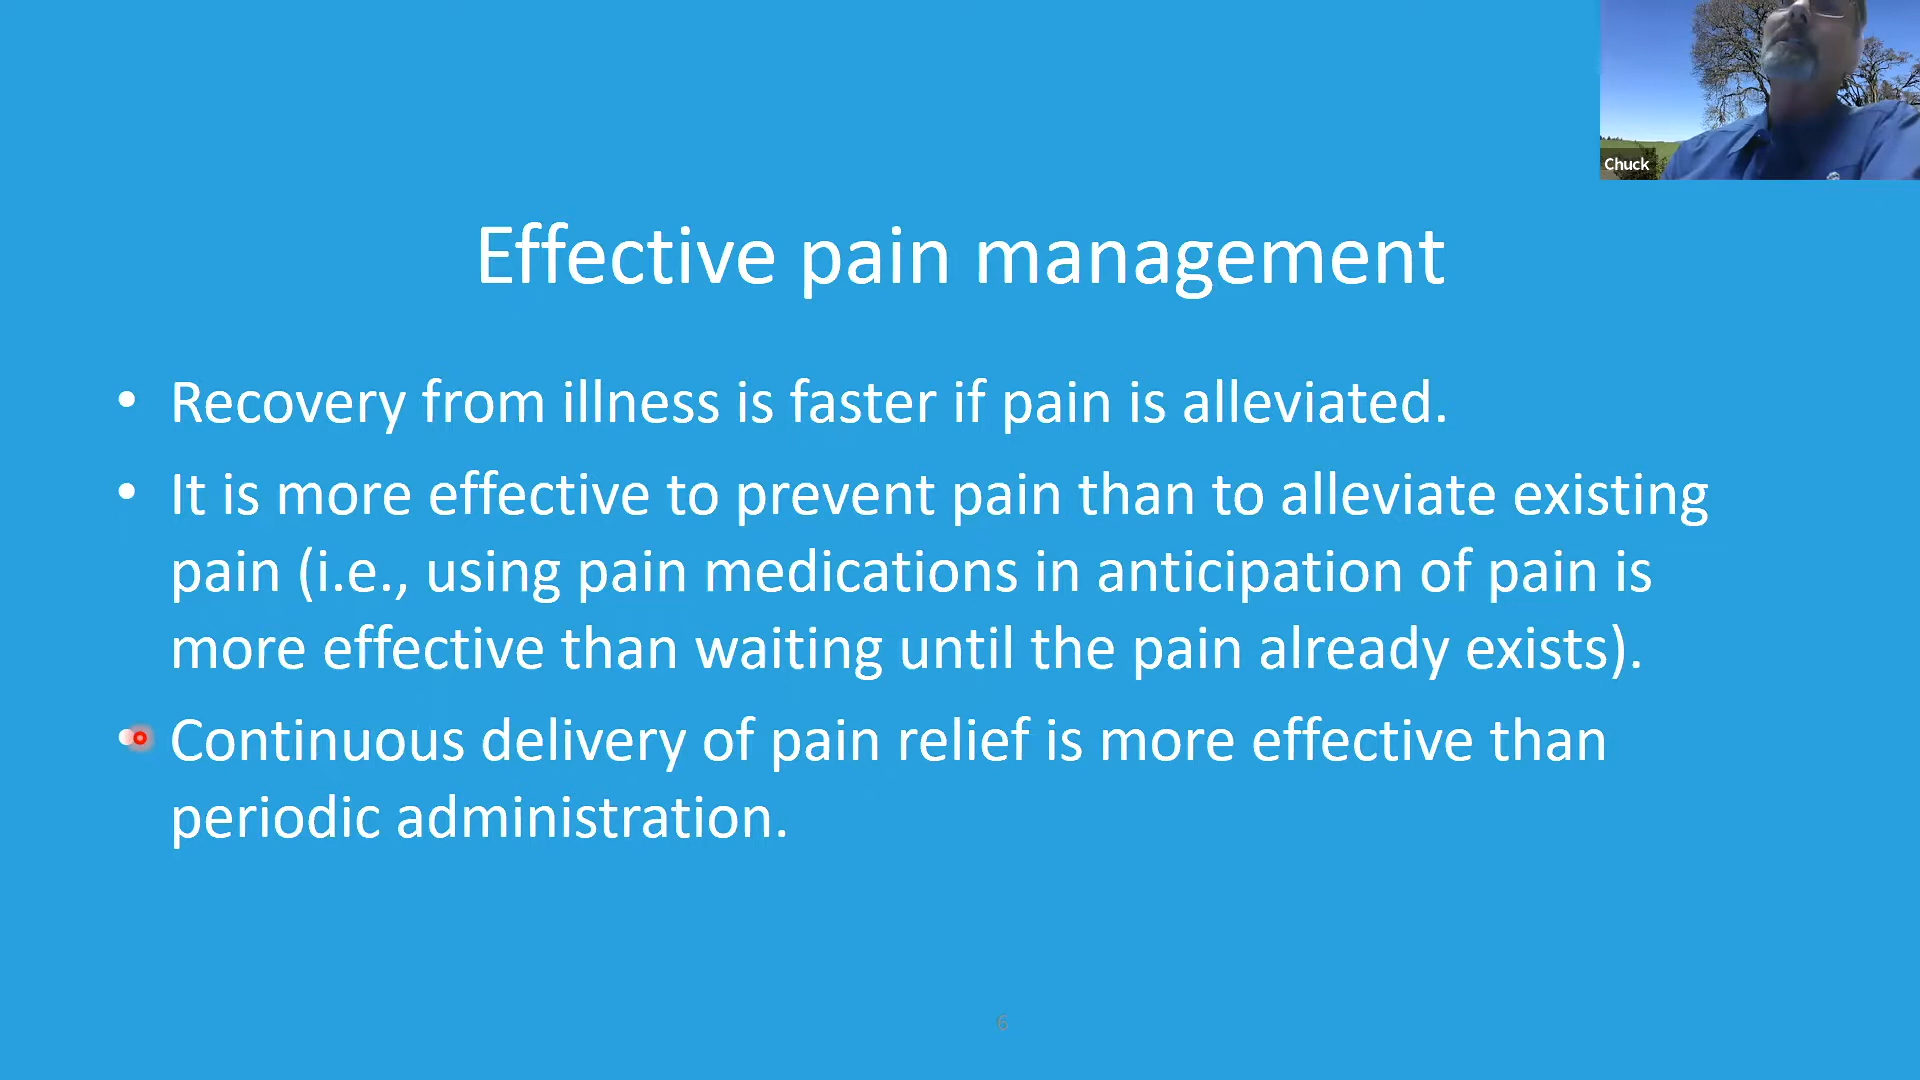 Chuck
Effective pain management
• Recovery from illness is faster if pain is alleviated.
• It is more effective to prevent pain than to alleviate existing
pain (i.e., using pain medications in anticipation of pain is
more effective than waiting until the pain already exists).
• Continuous delivery of pain relief is more effective than
periodic administration.
6